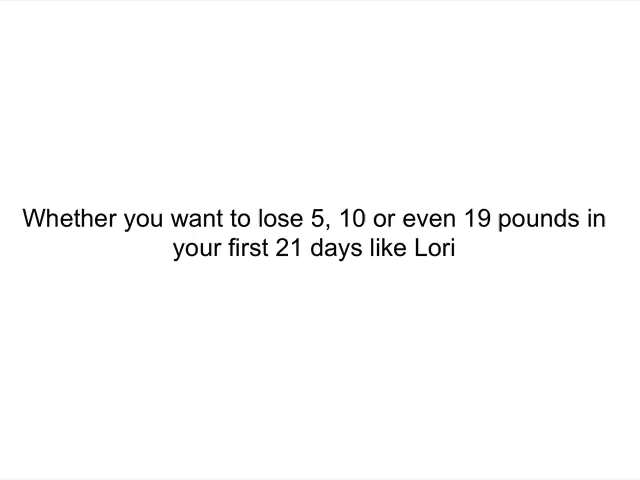 Whether you want to lose 5, 10 or even 19 pounds in
your first 21 days like Lori